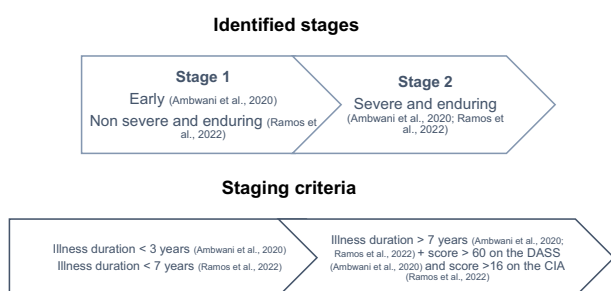 Identified stages
Stage 1
Early (Ambwani et al., 2020)
Non severe and enduring (Ramos et
al., 2022)
Stage 2
Severe and enduring
(Ambwani et al., 2020; Ramos et
al., 2022)
Staging criteria
Illness duration < 3 years (Ambwani et al., 2020)
Illness duration < 7 years (Ramos et al., 2022)
Illness duration > 7 years (Ambwani et al., 2020;
Ramos et al., 2022) + score > 60 on the DASS
(Ambwani et al., 2020) and score >16 on the CIA
(Ramos et al., 2022)